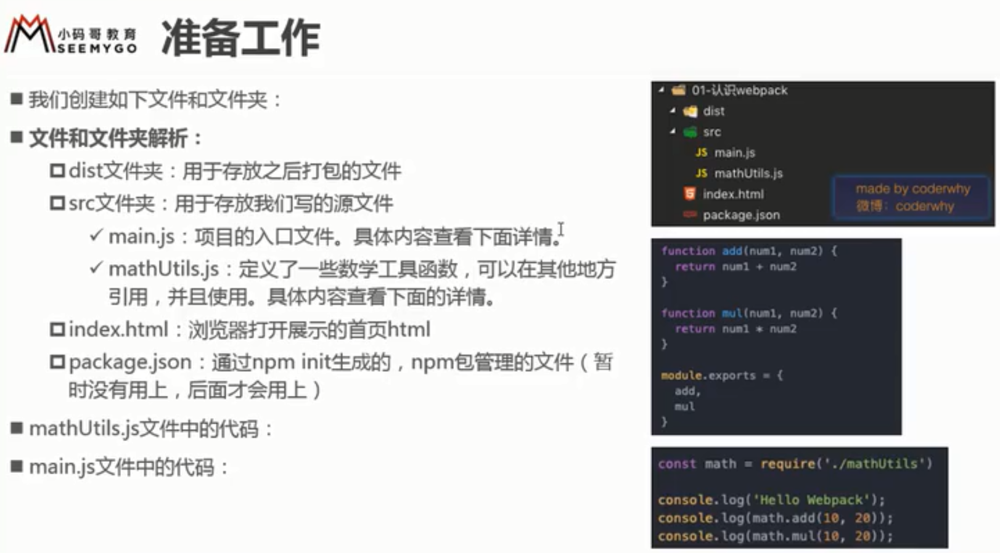 小码哥教育
SEEMYGO
准备工作
我们创建如下文件和文件夹：
文件和文件夹解析：
dist文件夹：用于存放之后打包的文件
src文件夹：用于存放我们写的源文件
main.js：项目的入口文件。具体内容查看下面详情。
mathUtils.js：定义了一些数学工具函数，可以在其他地方
引用，并且使用。具体内容查看下面的详情。
index.html：浏览器打开展示的首页html
package.json：通过npm init生成的，npm包管理的文件（暂
时没有用上，后面才会用上）
mathUtils.js文件中的代码：
main.js文件中的代码：
01-认识webpack
dist
src
JS main.js
JS mathUtils.js
index.html
package.json
made by coderwhy
微博：coderwhy
function add(num1, num2) {
return num1 + num2
}
function mul(num1, num2) {
return num1 * num2
}
module.exports = {
add,
mul
}
const math = require('./mathUtils')
console.log('Hello Webpack');
console.log(math.add(10, 20));
console.log(math.mul(10, 20));